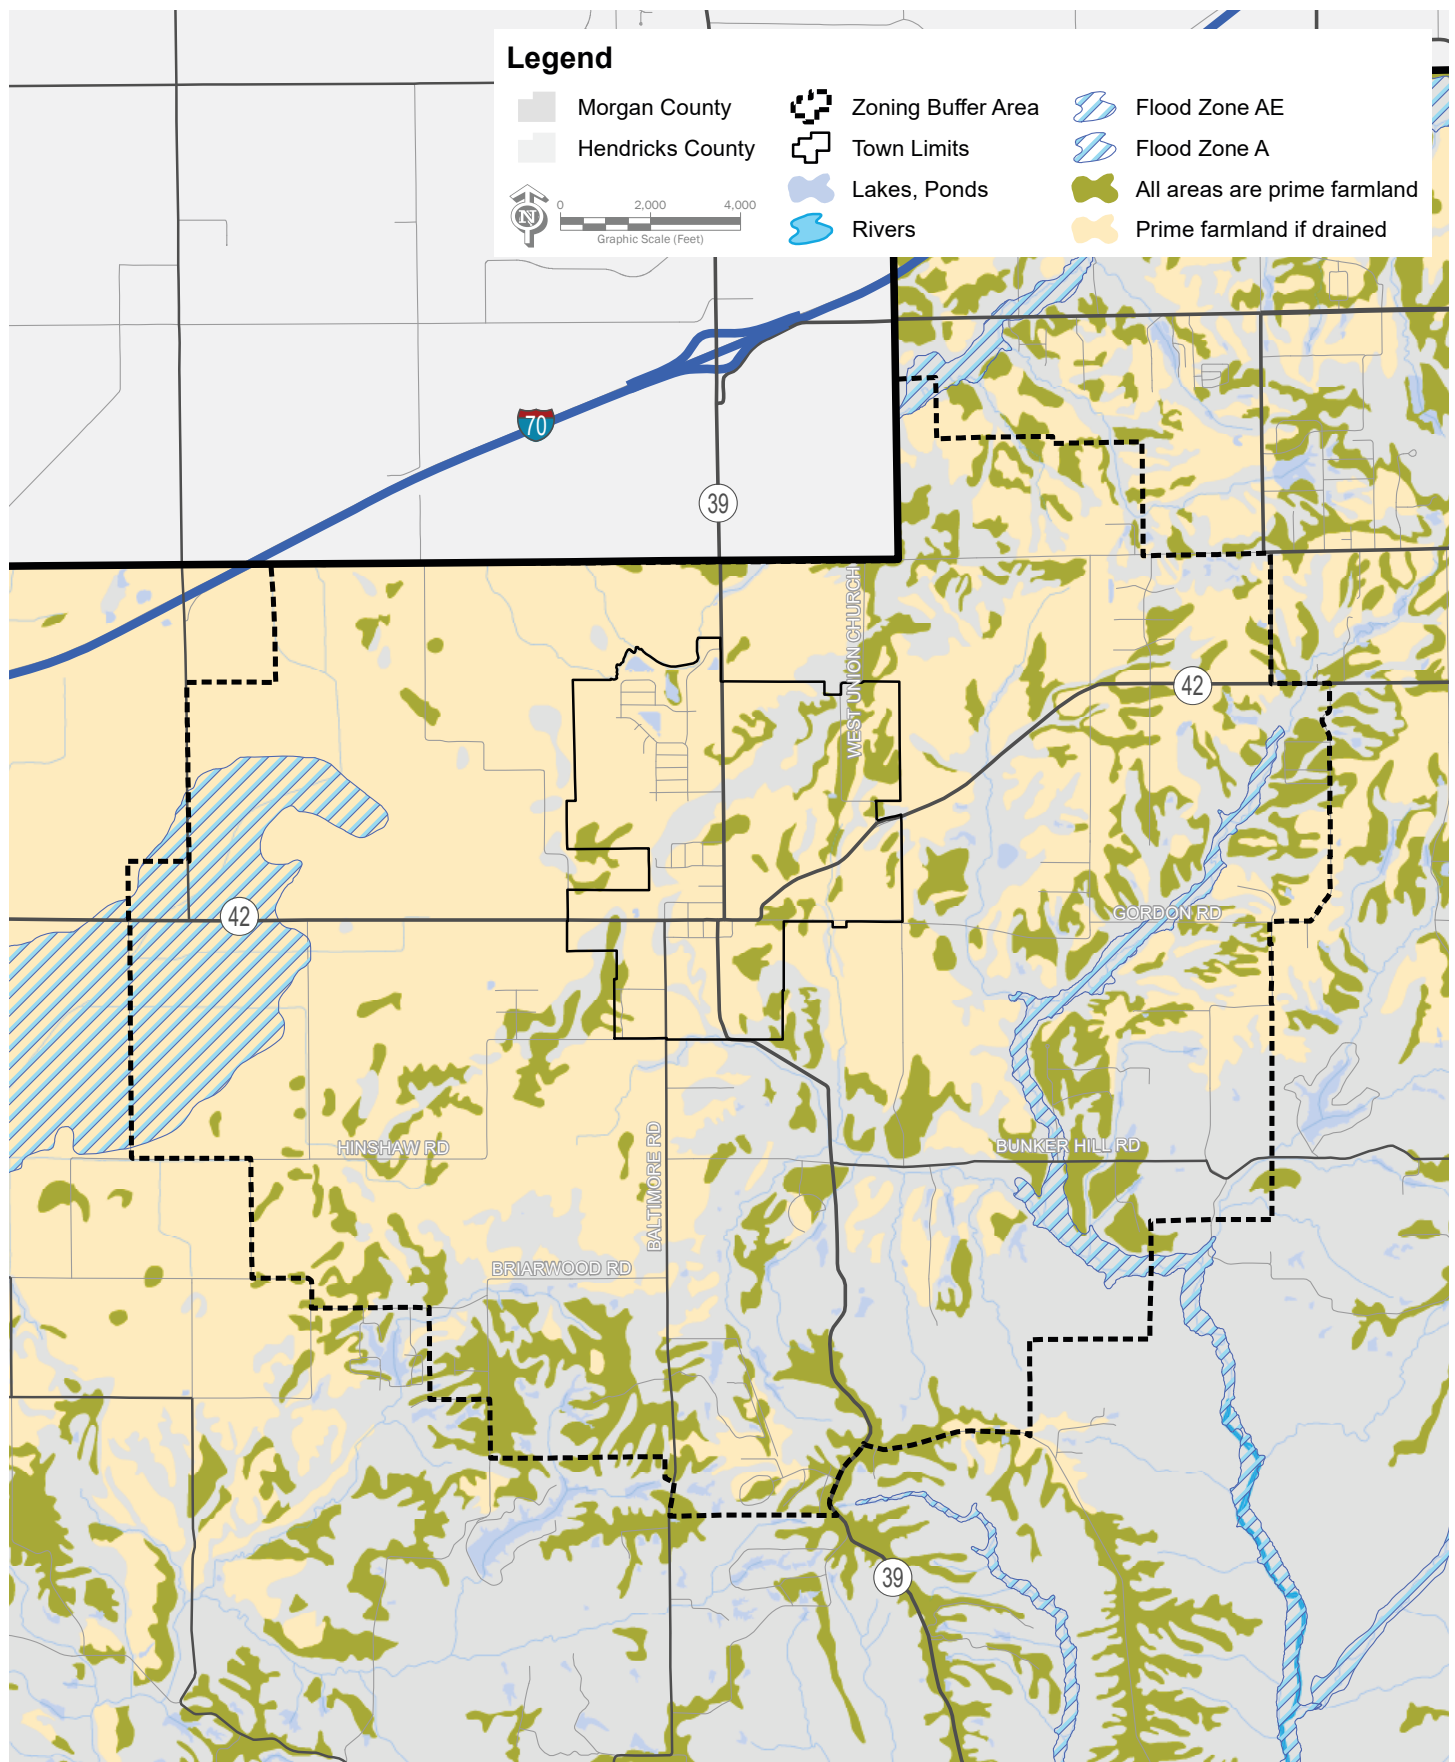 Legend
Morgan County
Hendricks County
N
0 2,000 4,000
Graphic Scale (Feet)
Zoning Buffer Area
Town Limits
Lakes, Ponds
Rivers
Flood Zone AE
Flood Zone A
All areas are prime farmland
Prime farmland if drained
70
39
WEST UNION CHURCH
42
42
GORDON RD
HINSHAW RD
BALTIMORE RD
BUNKER HILL RD
BRIARWOOD RD
39